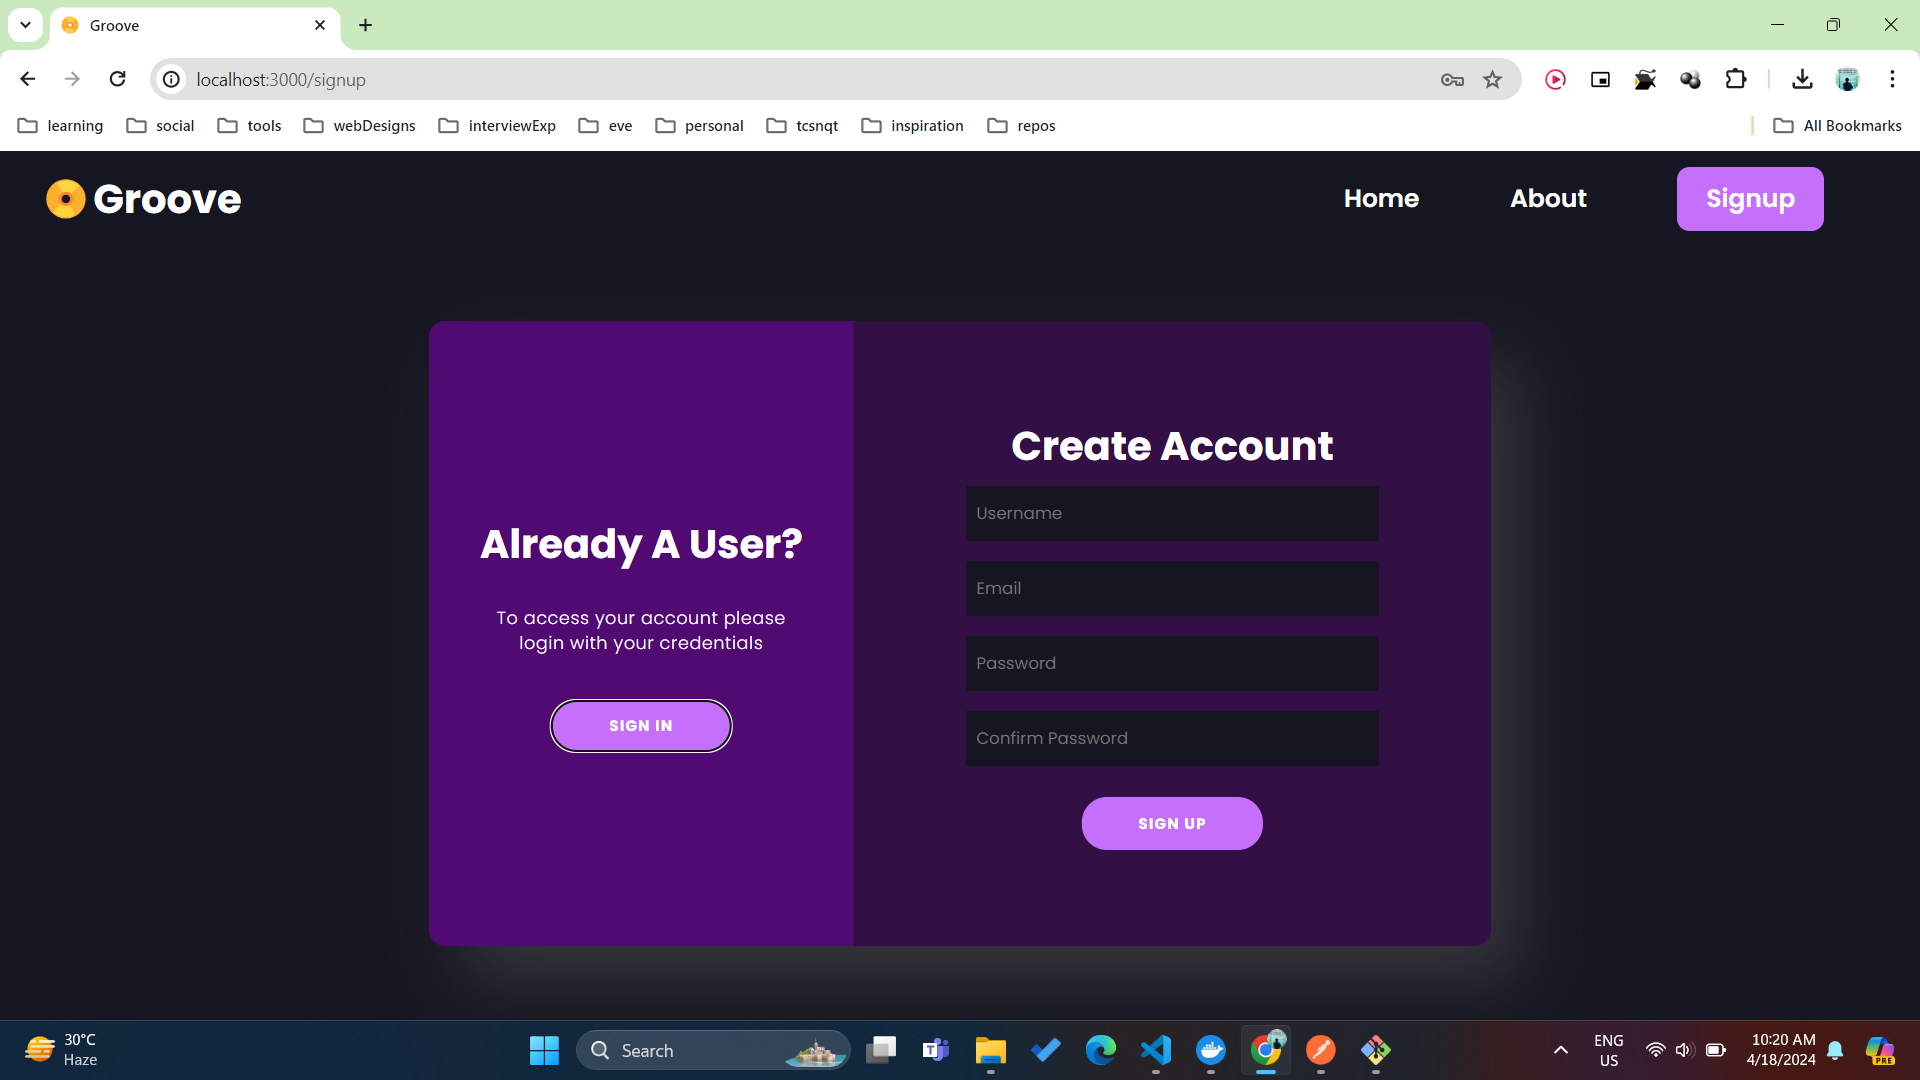 Groove
localhost:3000/signup
learning social tools webDesigns interviewExp eve personal tcsnqt inspiration repos All Bookmarks
Groove Home About Signup
Already A User?
To access your account please
login with your credentials
SIGN IN
Create Account
Username
Email
Password
Confirm Password
SIGN UP
30°C
Haze
Search
T
ENG
US
10:20 AM
4/18/2024
PRE